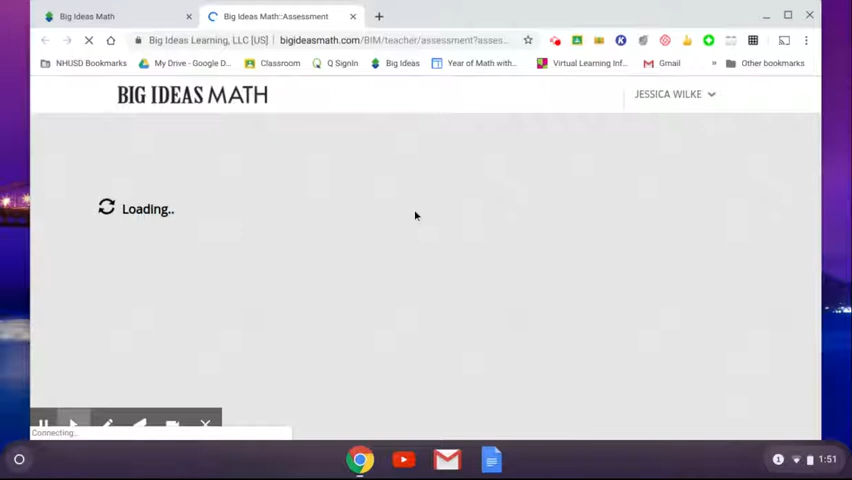 Big Ideas Math
Big Ideas Math::Assessment
Big Ideas Learning, LLC [US]
bigideasmath.com/BIM/teacher/assessment?asses...
NHUSD Bookmarks
My Drive - Google D...
Classroom
Q SignIn
Big Ideas
Year of Math with...
Virtual Learning Inf...
Gmail
»
Other bookmarks
BIG IDEAS MATH
JESSICA WILKE
Loading..
Connecting...
1
1:51